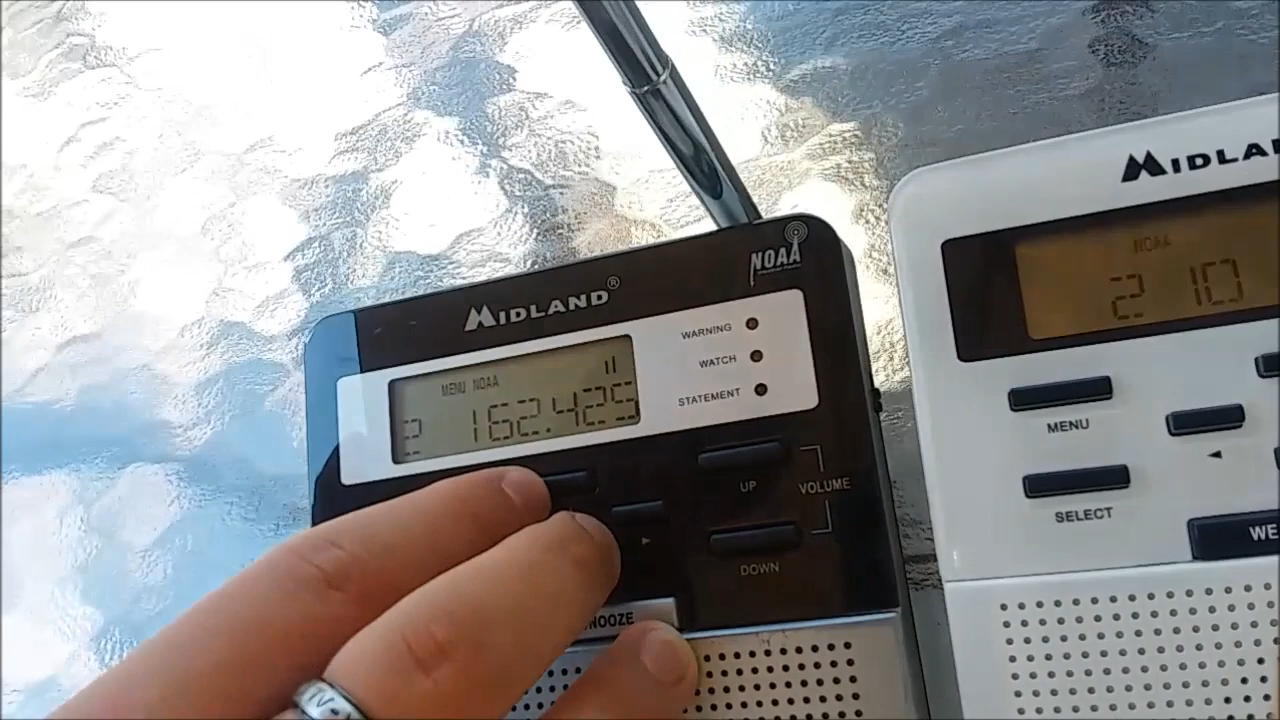 MIDLAND®
NOAA
MENU NOAA
2 162.425
WARNING
WATCH
STATEMENT
UP
VOLUME
DOWN
NOOZE
MIDLA
NOAA
2 10
MENU
SELECT
WE
IV